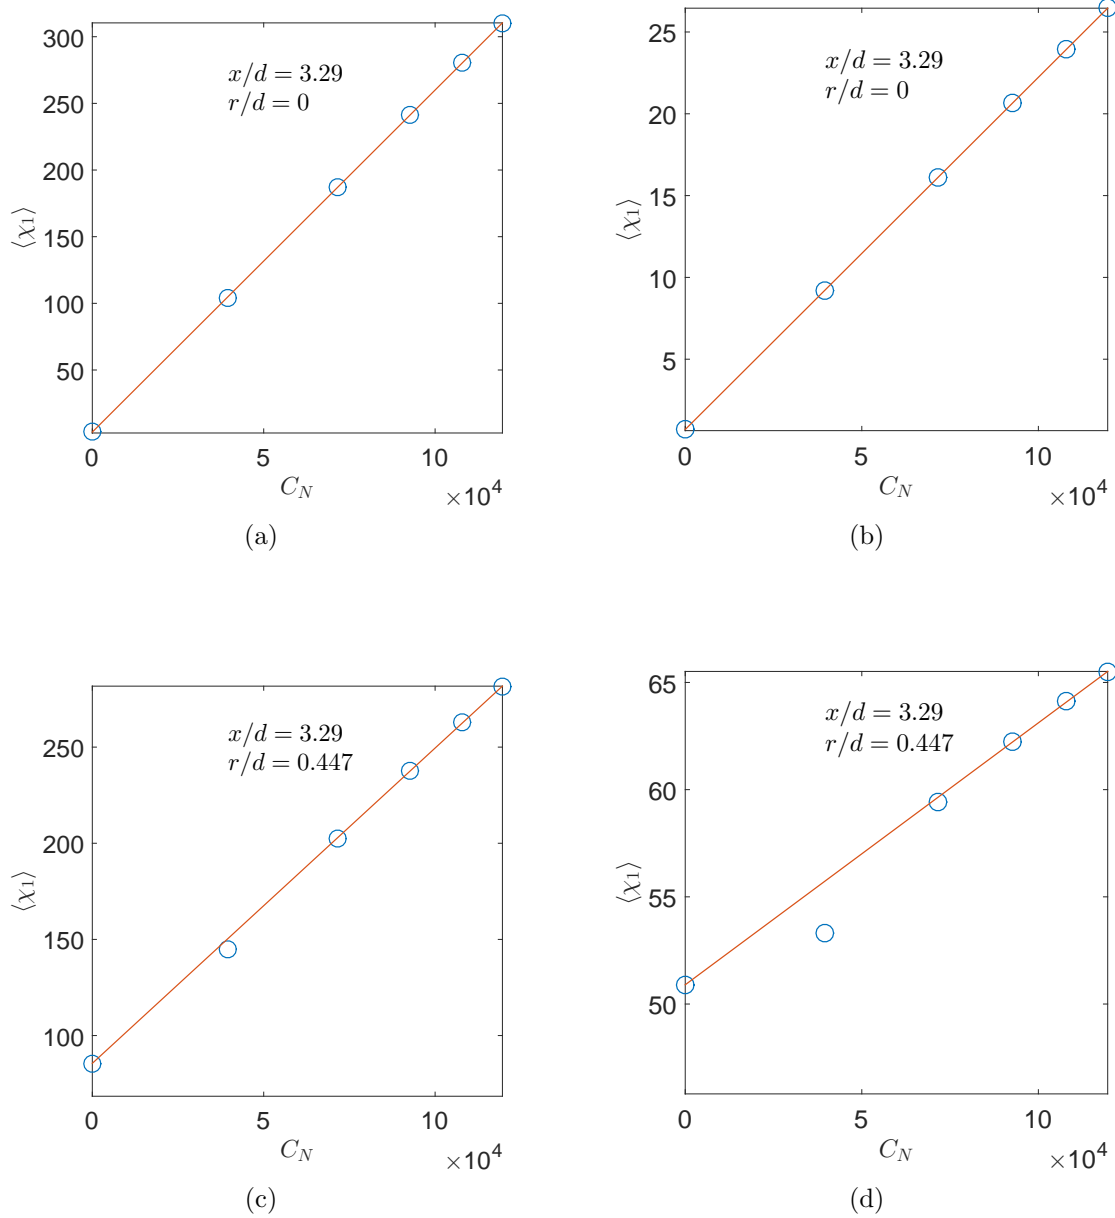 300
250
200
150
100
50
⟨χ1⟩
x/d = 3.29
r/d = 0
0
5
10
C_N
×10^4
(a)
25
20
15
10
5
⟨χ1⟩
x/d = 3.29
r/d = 0
0
5
10
C_N
×10^4
(b)
250
200
150
100
⟨χ1⟩
x/d = 3.29
r/d = 0.447
0
5
10
C_N
×10^4
(c)
65
60
55
50
⟨χ1⟩
x/d = 3.29
r/d = 0.447
0
5
10
C_N
×10^4
(d)